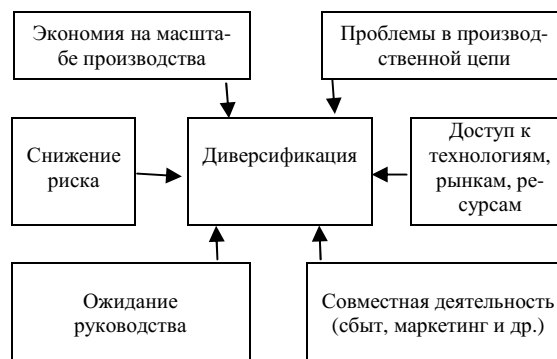 Экономия на масшта-
бе производства
Проблемы в производ-
ственной цепи
Снижение
риска
Диверсификация
Доступ к
технологиям,
рынкам, ре-
сурсам
Ожидание
руководства
Совместная деятельность
(сбыт, маркетинг и др.)